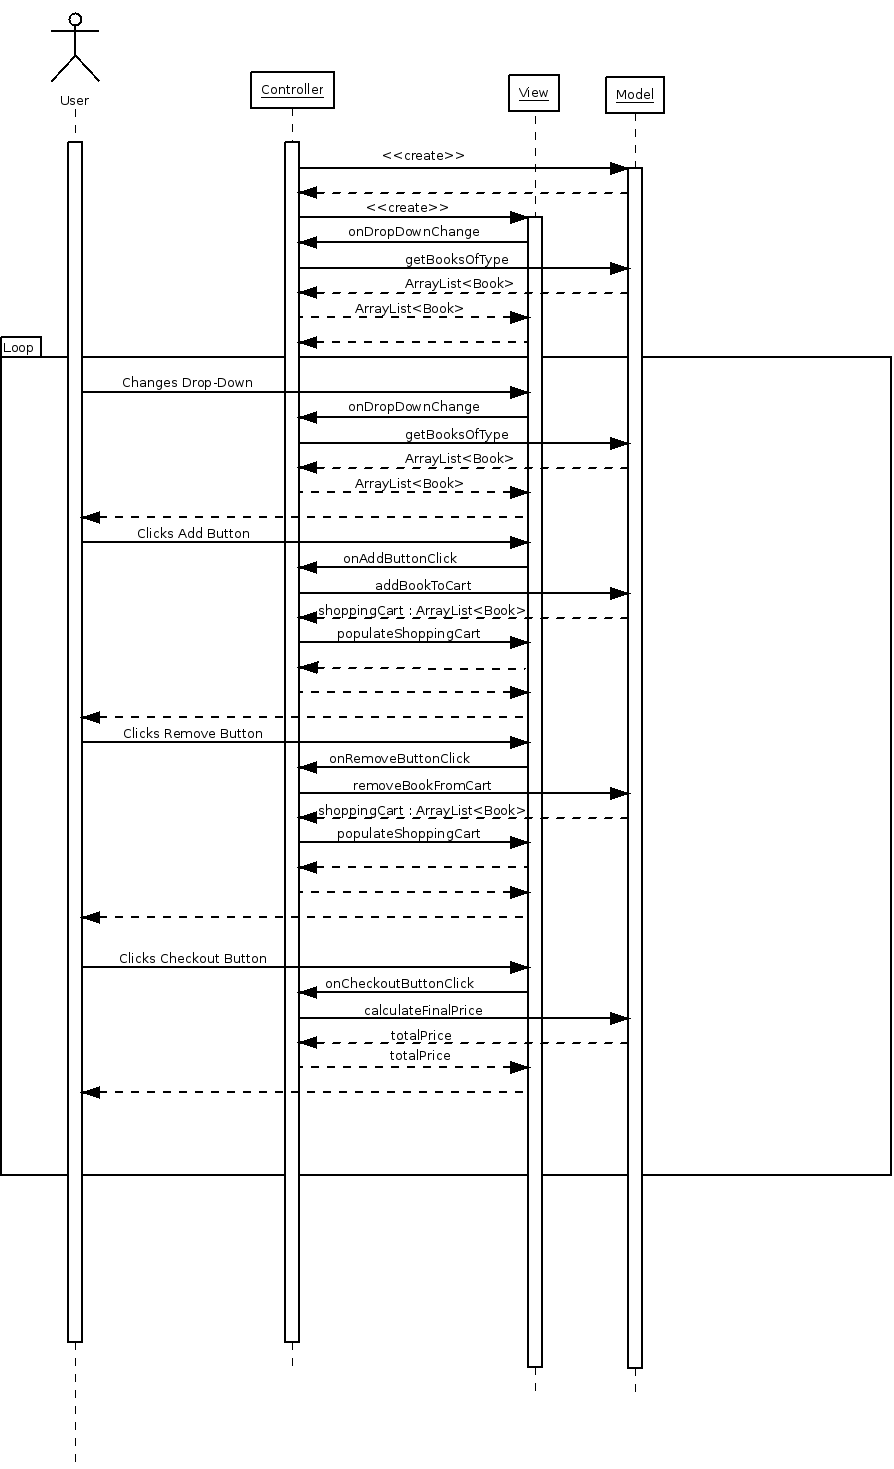 User
Controller
View
Model
<<create>>
<<create>>
onDropDownChange
getBooksOfType
ArrayList<Book>
ArrayList<Book>
Loop
Changes Drop-Down
onDropDownChange
getBooksOfType
ArrayList<Book>
ArrayList<Book>
Clicks Add Button
onAddButtonClick
addBookToCart
shoppingCart : ArrayList<Book>
populateShoppingCart
Clicks Remove Button
onRemoveButtonClick
removeBookFromCart
shoppingCart : ArrayList<Book>
populateShoppingCart
Clicks Checkout Button
onCheckoutButtonClick
calculateFinalPrice
totalPrice
totalPrice